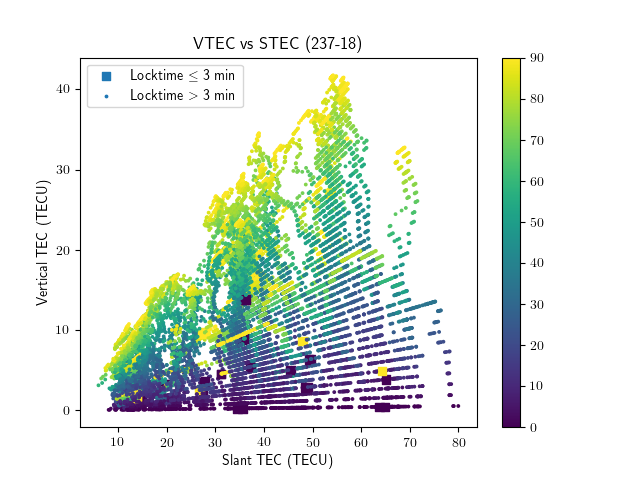 VTEC vs STEC (237-18)
Locktime ≤ 3 min
Locktime > 3 min
Vertical TEC (TECU)
40
30
20
10
0
10 20 30 40 50 60 70 80
Slant TEC (TECU)
90
80
70
60
50
40
30
20
10
0